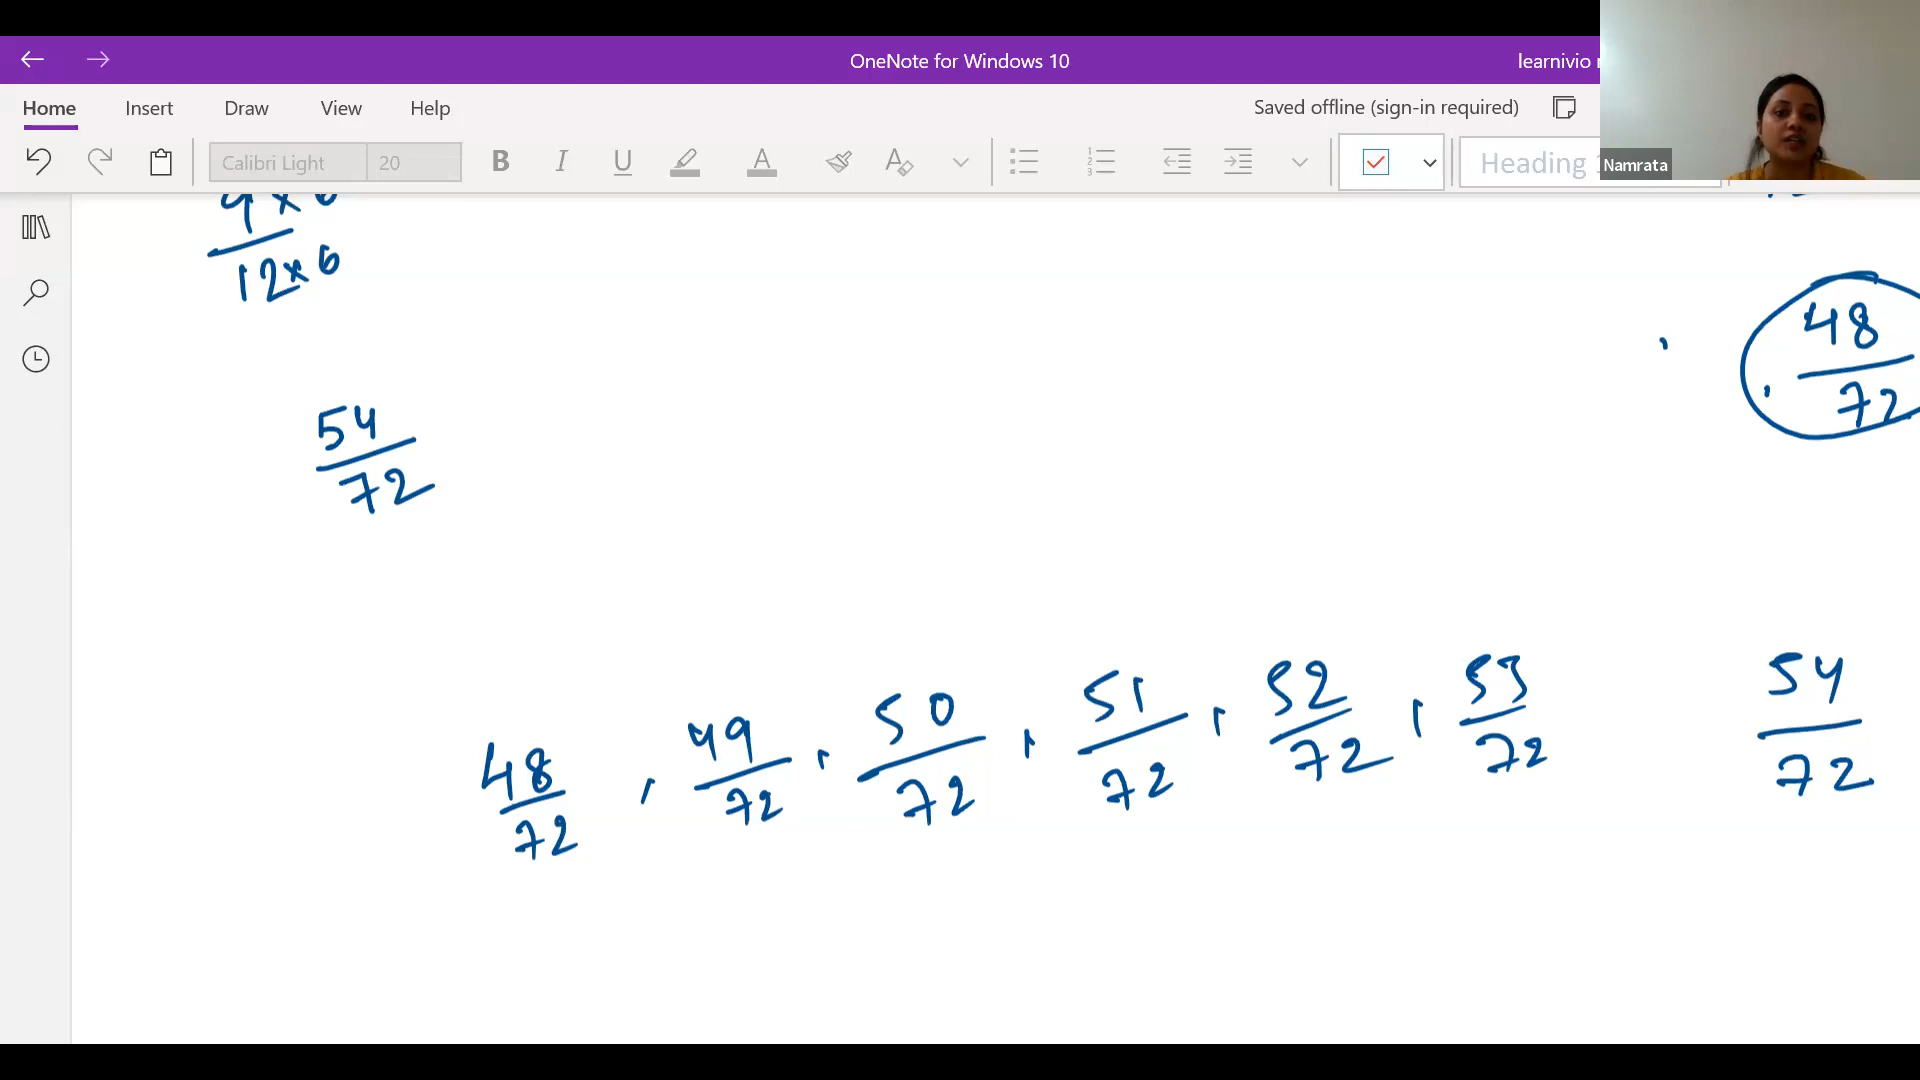 OneNote for Windows 10
learnivio
Home Insert Draw View Help
Saved offline (sign-in required)
Calibri Light 20 B I U
Heading
Namrata
9 x 6
12 x 6
48
72
54
72
48 , 49 , 50 , 51 , 52 , 53 54
72 72 72 72 72 72 72